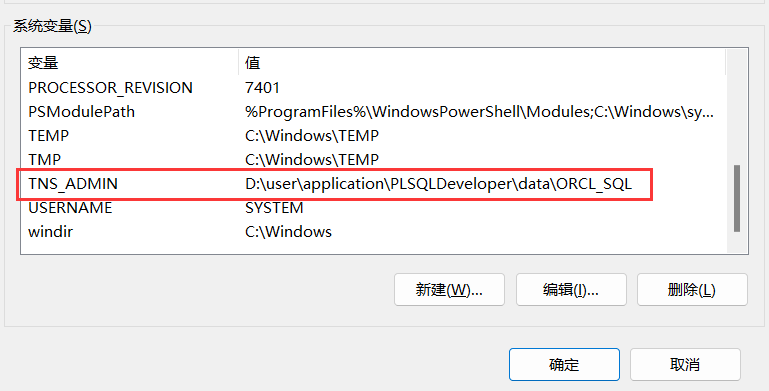 系统变量(S)
变量 值
PROCESSOR_REVISION 7401
PSModulePath %ProgramFiles%\WindowsPowerShell\Modules;C:\Windows\sy...
TEMP C:\Windows\TEMP
TMP C:\Windows\TEMP
TNS_ADMIN D:\user\application\PLSQLDeveloper\data\ORCL_SQL
USERNAME SYSTEM
windir C:\Windows
新建(W)... 编辑(I)... 删除(L)
确定 取消